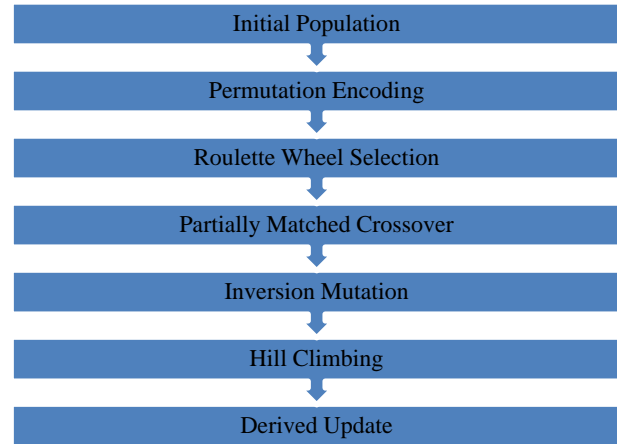 Initial Population
Permutation Encoding
Roulette Wheel Selection
Partially Matched Crossover
Inversion Mutation
Hill Climbing
Derived Update